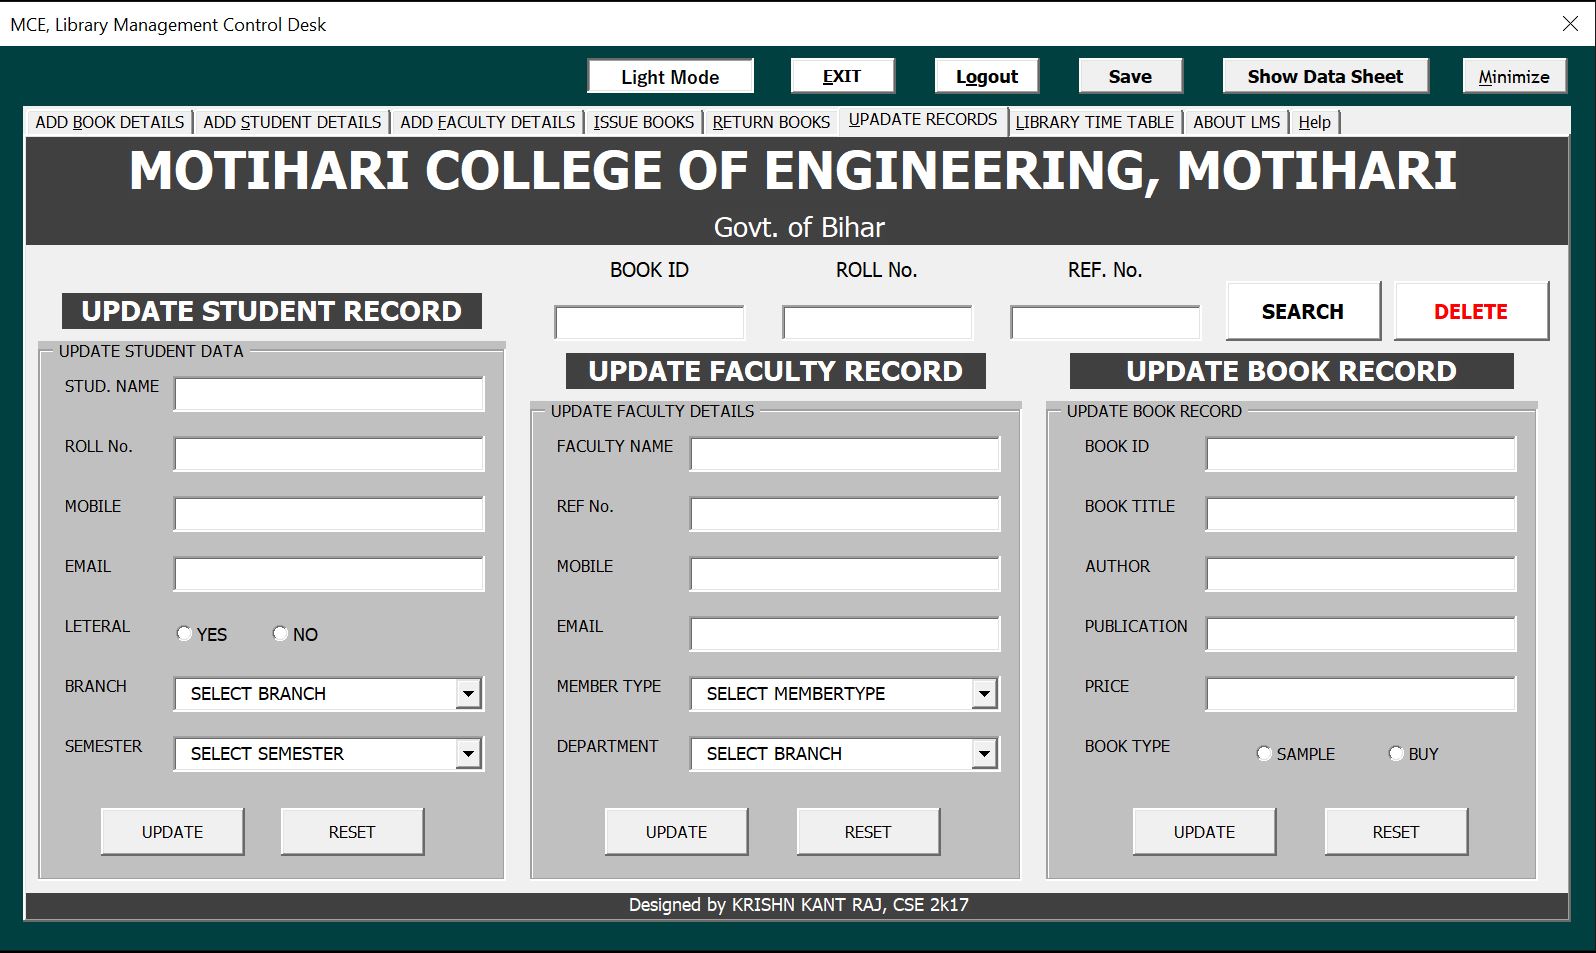 MCE, Library Management Control Desk
Light Mode
EXIT
Logout
Save
Show Data Sheet
Minimize
ADD BOOK DETAILS
ADD STUDENT DETAILS
ADD FACULTY DETAILS
ISSUE BOOKS
RETURN BOOKS
UPADATE RECORDS
LIBRARY TIME TABLE
ABOUT LMS
Help
MOTIHARI COLLEGE OF ENGINEERING, MOTIHARI
Govt. of Bihar
BOOK ID
ROLL No.
REF. No.
SEARCH
DELETE
UPDATE STUDENT RECORD
UPDATE STUDENT DATA
STUD. NAME
ROLL No.
MOBILE
EMAIL
LETERAL
YES
NO
BRANCH
SELECT BRANCH
SEMESTER
SELECT SEMESTER
UPDATE
RESET
UPDATE FACULTY RECORD
UPDATE FACULTY DETAILS
FACULTY NAME
REF No.
MOBILE
EMAIL
MEMBER TYPE
SELECT MEMBERTYPE
DEPARTMENT
SELECT BRANCH
UPDATE
RESET
UPDATE BOOK RECORD
UPDATE BOOK RECORD
BOOK ID
BOOK TITLE
AUTHOR
PUBLICATION
PRICE
BOOK TYPE
SAMPLE
BUY
UPDATE
RESET
Designed by KRISHN KANT RAJ, CSE 2k17